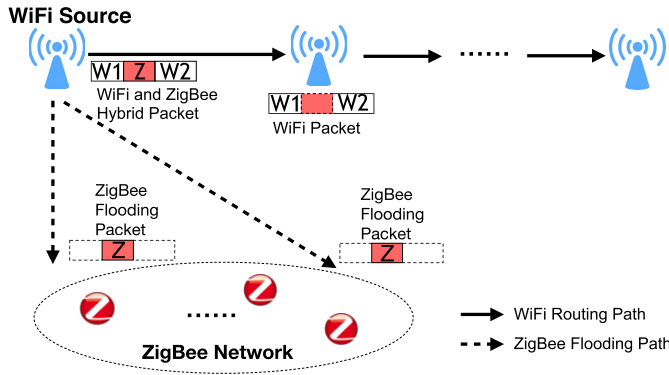 WiFi Source
W1 Z W2
WiFi and ZigBee
Hybrid Packet
W1 W2
WiFi Packet
ZigBee
Flooding
Packet
Z
ZigBee
Flooding
Packet
Z
Z
Z
Z
ZigBee Network
WiFi Routing Path
ZigBee Flooding Path